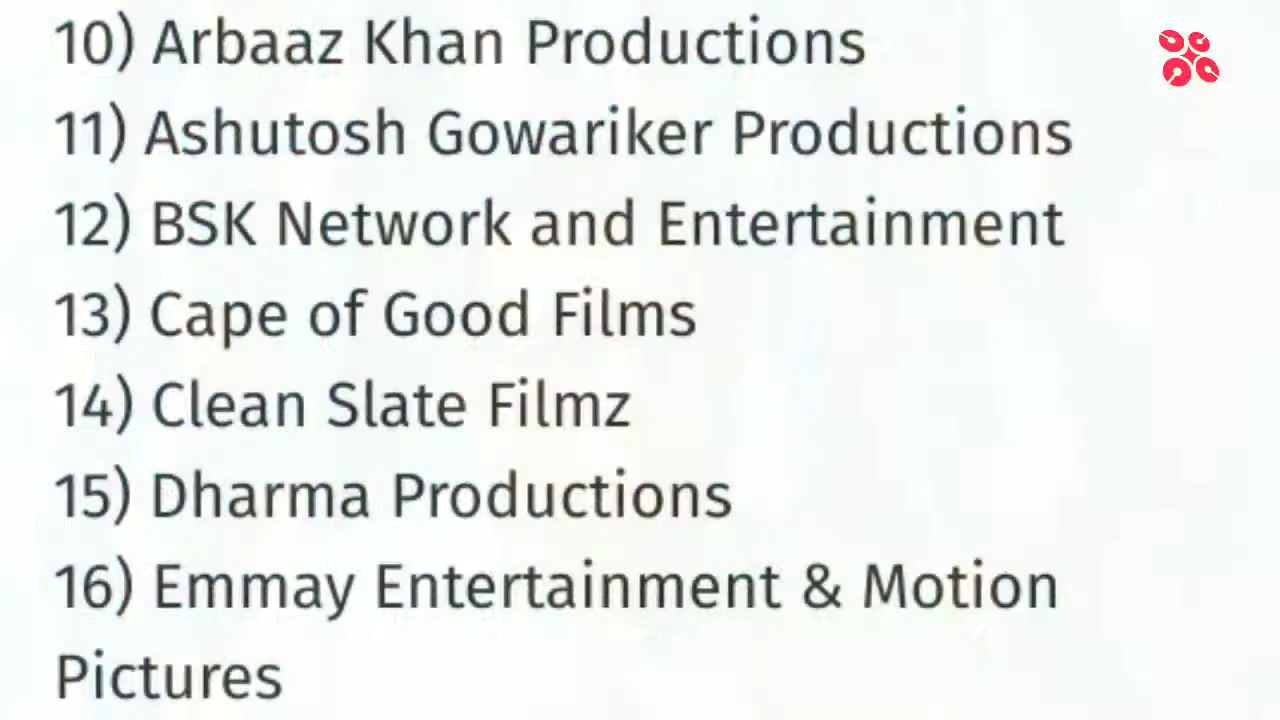 10) Arbaaz Khan Productions
11) Ashutosh Gowariker Productions
12) BSK Network and Entertainment
13) Cape of Good Films
14) Clean Slate Filmz
15) Dharma Productions
16) Emmay Entertainment & Motion
Pictures